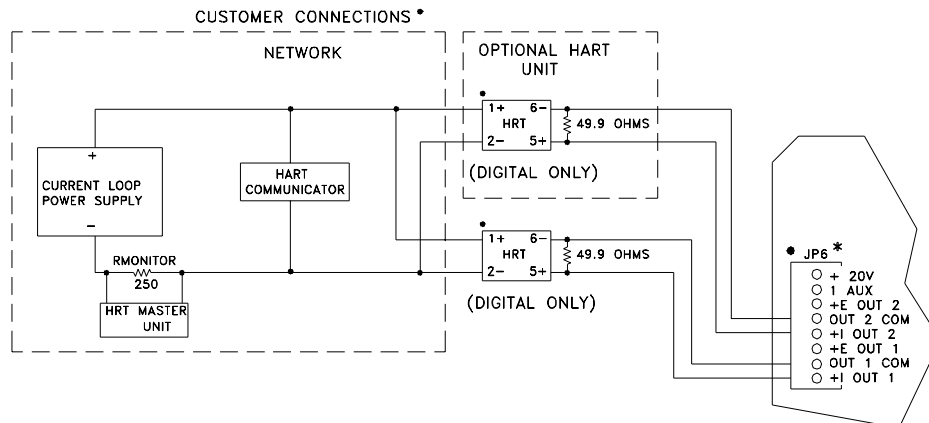 CUSTOMER CONNECTIONS *
NETWORK
OPTIONAL HART
UNIT
1+ 6-
HRT
2- 5+
49.9 OHMS
(DIGITAL ONLY)
+
CURRENT LOOP
POWER SUPPLY
-
HART
COMMUNICATOR
RMONITOR
250
HRT MASTER
UNIT
1+ 6-
HRT
2- 5+
49.9 OHMS
(DIGITAL ONLY)
JP6 *
+ 20V
1 AUX
+E OUT 2
OUT 2 COM
+I OUT 2
+E OUT 1
OUT 1 COM
+I OUT 1